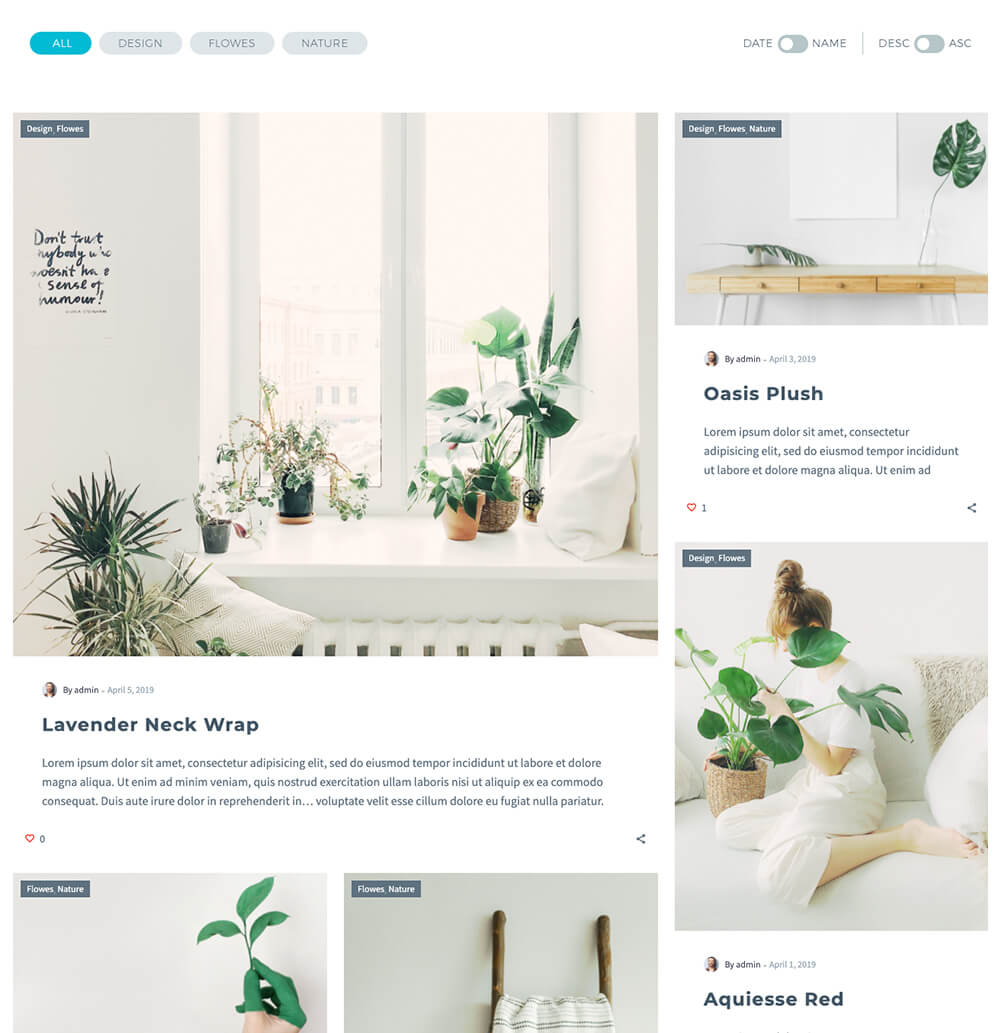 ALL DESIGN FLOWES NATURE DATE NAME DESC ASC
Design, Flowes
Don't trust
sense of
humour!
By admin - April 5, 2019
Lavender Neck Wrap
Lorem ipsum dolor sit amet, consectetur adipisicing elit, sed do eiusmod tempor incididunt ut labore et dolore
magna aliqua. Ut enim ad minim veniam, quis nostrud exercitation ullam laboris nisi ut aliquip ex ea commodo
consequat. Duis aute irure dolor in reprehenderit in… voluptate velit esse cillum dolore eu fugiat nulla pariatur.
0
Flowes, Nature
Flowes, Nature
Design, Flowes, Nature
By admin - April 3, 2019
Oasis Plush
Lorem ipsum dolor sit amet, consectetur
adipisicing elit, sed do eiusmod tempor incididunt
ut labore et dolore magna aliqua. Ut enim ad
1
Design, Flowes
By admin - April 1, 2019
Aquiesse Red